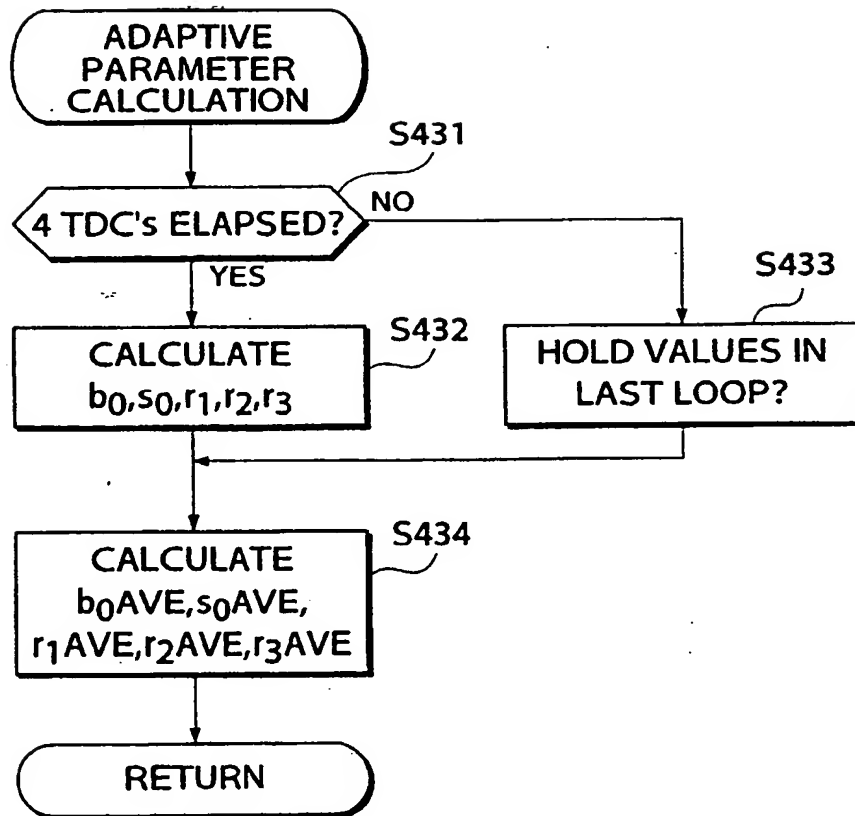 ADAPTIVE
PARAMETER
CALCULATION
S431
4 TDC's ELAPSED?
NO
YES
S433
S432
CALCULATE
b0,s0,r1,r2,r3
HOLD VALUES IN
LAST LOOP?
S434
CALCULATE
b0AVE,s0AVE,
r1AVE,r2AVE,r3AVE
RETURN